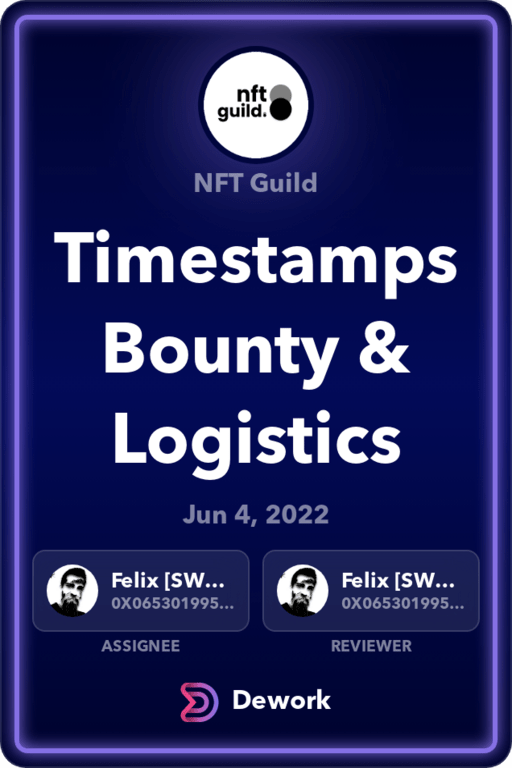 nft
guild.
NFT Guild
Timestamps
Bounty &
Logistics
Jun 4, 2022
Felix [SW...
0X065301995...
Felix [SW...
0X065301995...
ASSIGNEE
REVIEWER
Dework